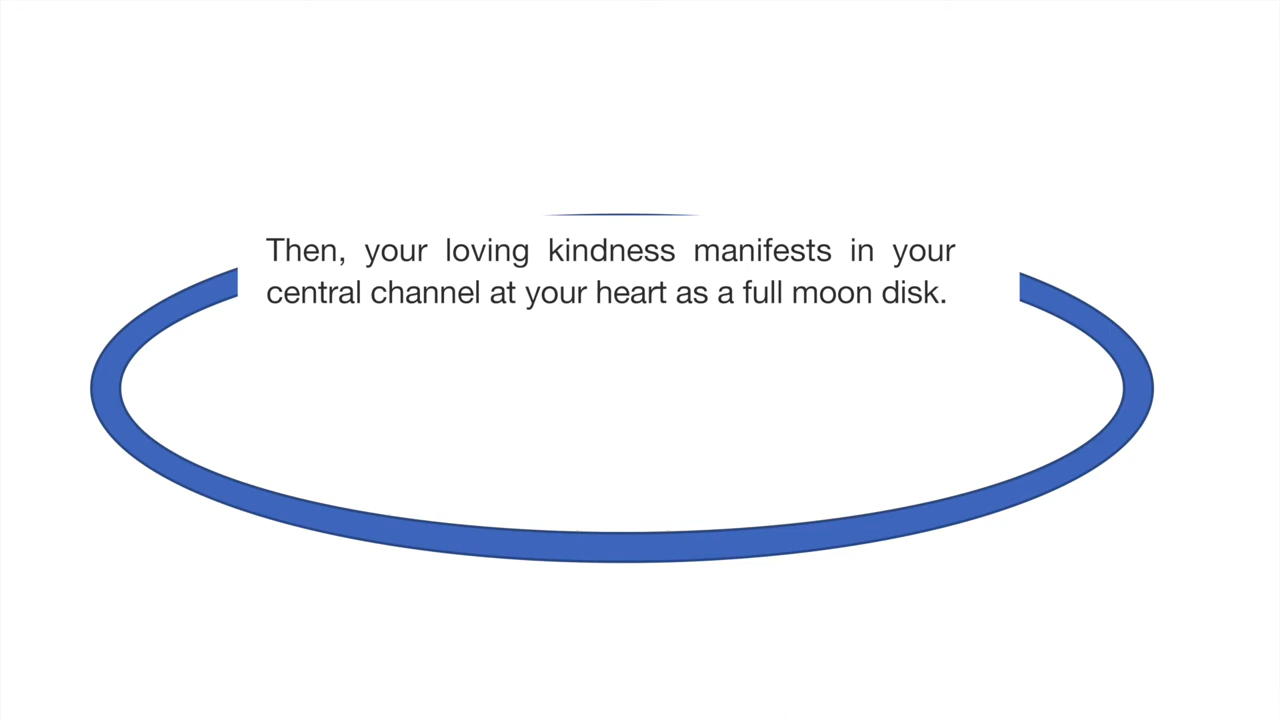 Then, your loving kindness manifests in your
central channel at your heart as a full moon disk.